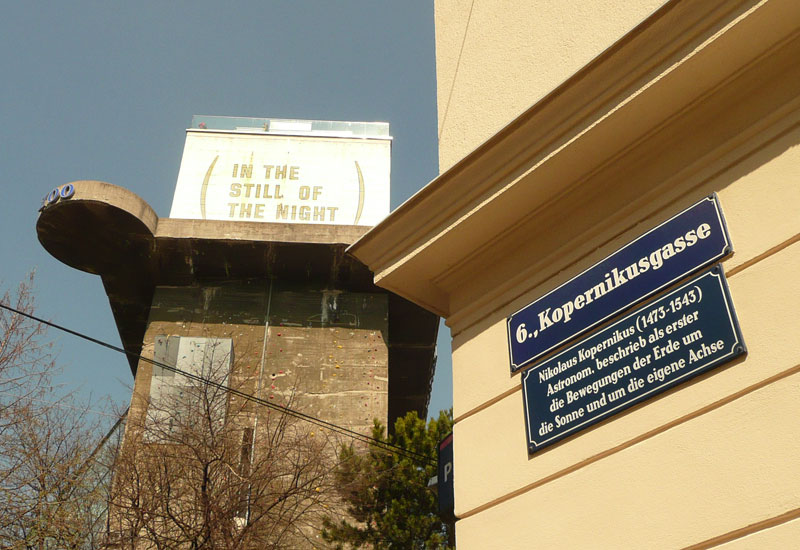 ( IN THE
STILL OF
THE NIGHT )
6., Kopernikusgasse
Nikolaus Kopernikus (1473-1543)
Astronom, beschrieb als erster
die Bewegungen der Erde um
die Sonne und um die eigene Achse
P